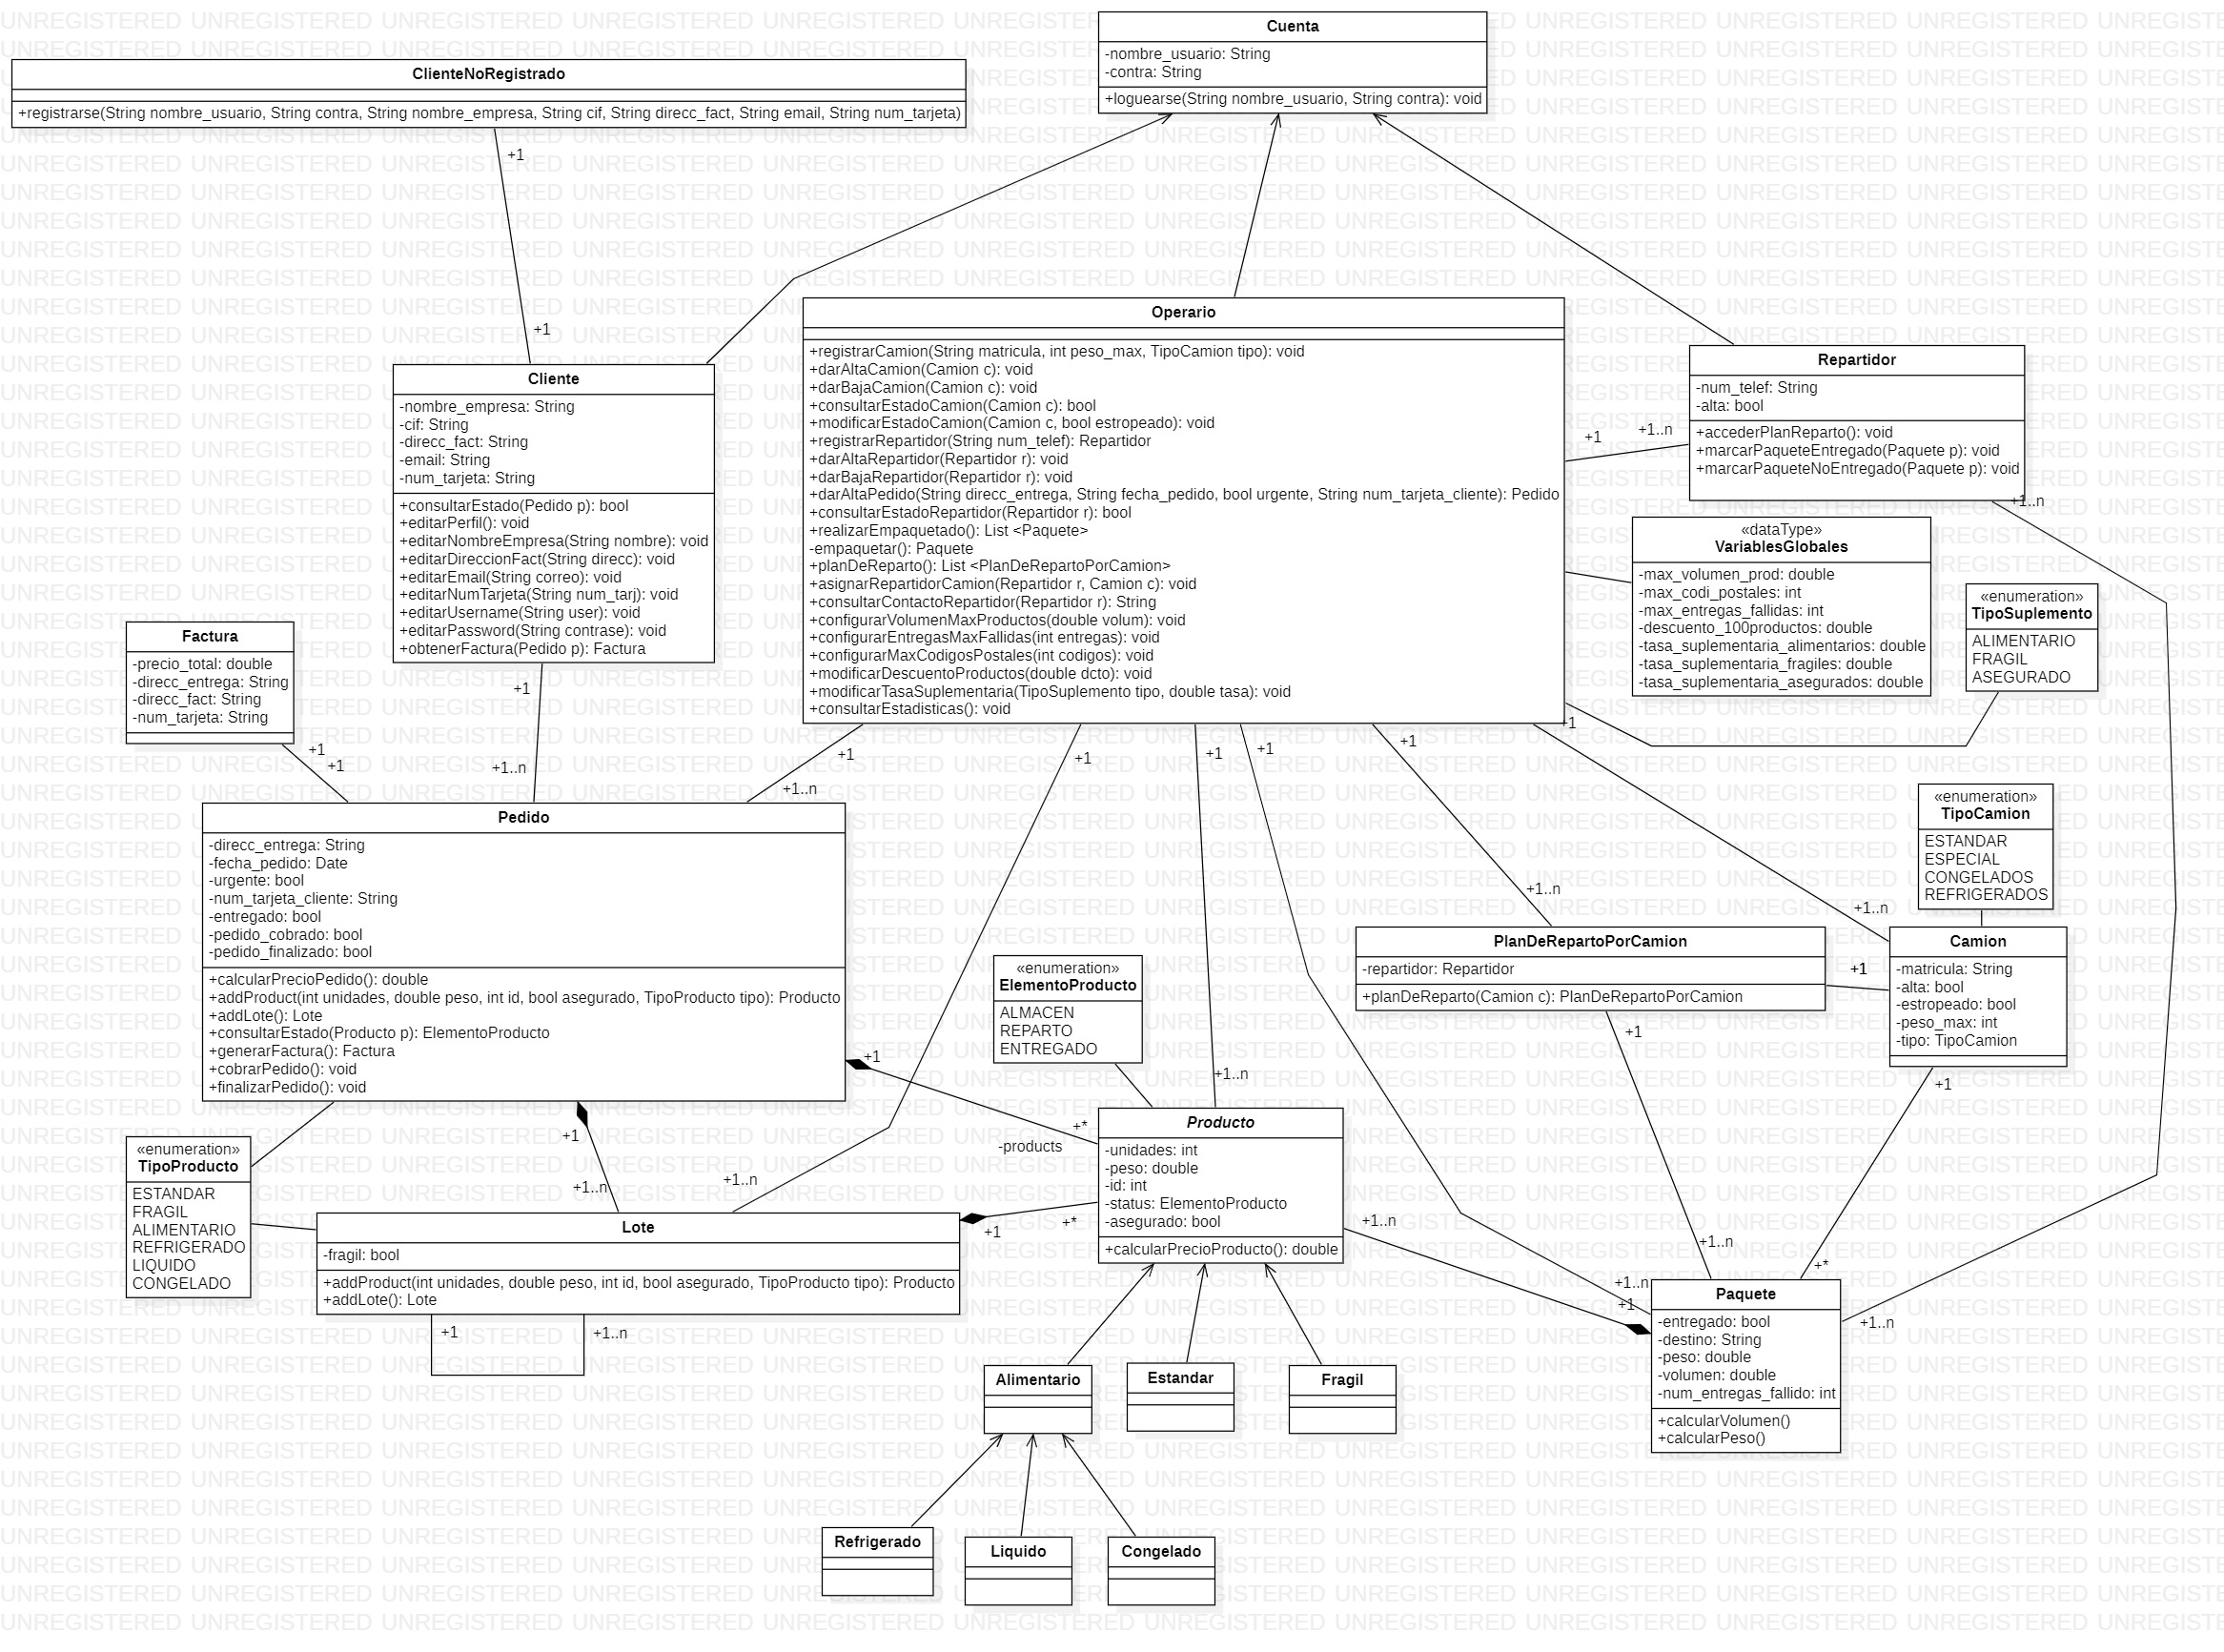 Cuenta
-nombre_usuario: String
-contra: String
+loguearse(String nombre_usuario, String contra): void
ClienteNoRegistrado
+registrarse(String nombre_usuario, String contra, String nombre_empresa, String cif, String direcc_fact, String email, String num_tarjeta)
+1
+1
Operario
+registrarCamion(String matricula, int peso_max, TipoCamion tipo): void
+darAltaCamion(Camion c): void
+darBajaCamion(Camion c): void
+consultarEstadoCamion(Camion c): bool
+modificarEstadoCamion(Camion c, bool estropeado): void
+registrarRepartidor(String num_telef): Repartidor
+darAltaRepartidor(Repartidor r): void
+darBajaRepartidor(Repartidor r): void
+darAltaPedido(String direcc_entrega, String fecha_pedido, bool urgente, String num_tarjeta_cliente): Pedido
+consultarEstadoRepartidor(Repartidor r): bool
+realizarEmpaquetado(): List <Paquete>
-empaquetar(): Paquete
+planDeReparto(): List <PlanDeRepartoPorCamion>
+asignarRepartidorCamion(Repartidor r, Camion c): void
+consultarContactoRepartidor(Repartidor r): String
+configurarVolumenMaxProductos(double volum): void
+configurarEntregasMaxFallidas(int entregas): void
+configurarMaxCodigosPostales(int codigos): void
+modificarDescuentoProductos(double dcto): void
+modificarTasaSuplementaria(TipoSuplemento tipo, double tasa): void
+consultarEstadisticas(): void
Repartidor
-num_telef: String
-alta: bool
+accederPlanReparto(): void
+marcarPaqueteEntregado(Paquete p): void
+marcarPaqueteNoEntregado(Paquete p): void
+1
+1..n
+1..n
Cliente
-nombre_empresa: String
-cif: String
-direcc_fact: String
-email: String
-num_tarjeta: String
+consultarEstado(Pedido p): bool
+editarPerfil(): void
+editarNombreEmpresa(String nombre): void
+editarDireccionFact(String direcc): void
+editarEmail(String correo): void
+editarNumTarjeta(String num_tarj): void
+editarUsername(String user): void
+editarPassword(String contrase): void
+obtenerFactura(Pedido p): Factura
«dataType»
VariablesGlobales
-max_volumen_prod: double
-max_codi_postales: int
-max_entregas_fallidas: int
-descuento_100productos: double
-tasa_suplementaria_alimentarios: double
-tasa_suplementaria_fragiles: double
-tasa_suplementaria_asegurados: double
«enumeration»
TipoSuplemento
ALIMENTARIO
FRAGIL
ASEGURADO
Factura
-precio_total: double
-direcc_entrega: String
-direcc_fact: String
-num_tarjeta: String
+1
+1
+1
+1..n
+1
+1..n
+1
+1
+1
+1
+1
Pedido
-direcc_entrega: String
-fecha_pedido: Date
-urgente: bool
-num_tarjeta_cliente: String
-entregado: bool
-pedido_cobrado: bool
-pedido_finalizado: bool
+calcularPrecioPedido(): double
+addProduct(int unidades, double peso, int id, bool asegurado, TipoProducto tipo): Producto
+addLote(): Lote
+consultarEstado(Producto p): ElementoProducto
+generarFactura(): Factura
+cobrarPedido(): void
+finalizarPedido(): void
«enumeration»
TipoCamion
ESTANDAR
ESPECIAL
CONGELADOS
REFRIGERADOS
+1..n
+1..n
PlanDeRepartoPorCamion
-repartidor: Repartidor
+planDeReparto(Camion c): PlanDeRepartoPorCamion
+1
Camion
-matricula: String
-alta: bool
-estropeado: bool
-peso_max: int
-tipo: TipoCamion
«enumeration»
ElementoProducto
ALMACEN
REPARTO
ENTREGADO
+1
+1
+1
+1..n
+*
-products
+1
+1..n
+1..n
«enumeration»
TipoProducto
ESTANDAR
FRAGIL
ALIMENTARIO
REFRIGERADO
LIQUIDO
CONGELADO
Producto
-unidades: int
-peso: double
-id: int
-status: ElementoProducto
-asegurado: bool
+calcularPrecioProducto(): double
Lote
-fragil: bool
+addProduct(int unidades, double peso, int id, bool asegurado, TipoProducto tipo): Producto
+addLote(): Lote
+1
+*
+1..n
+1..n
+*
+1..n
+1
+1..n
+1
+1..n
Paquete
-entregado: bool
-destino: String
-peso: double
-volumen: double
-num_entregas_fallido: int
+calcularVolumen()
+calcularPeso()
Alimentario
Estandar
Fragil
Refrigerado
Liquido
Congelado